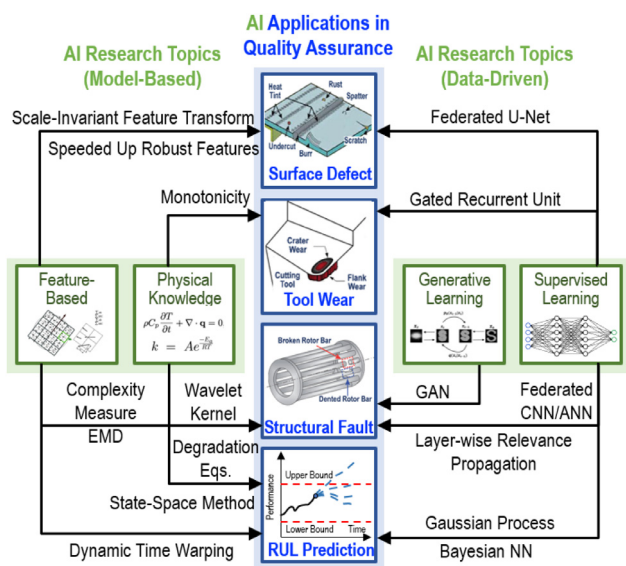 AI Applications in
Quality Assurance
AI Research Topics
(Model-Based)
AI Research Topics
(Data-Driven)
Scale-Invariant Feature Transform
Speeded Up Robust Features
Heat
Tint
Rust
Spatter
Undercut
Burr
Scratch
Surface Defect
Federated U-Net
Monotonicity
Gated Recurrent Unit
Crater
Wear
Cutting
Tool
Flank
Wear
Tool Wear
Feature-
Based
Physical
Knowledge
ρCp ∂T/∂t + ∇ · q = 0
Generative
Learning
Supervised
Learning
Broken Rotor Bar
Dented Rotor Bar
Structural Fault
Complexity
Measure
EMD
Wavelet
Kernel
GAN
Federated
CNN/ANN
Degradation
Eqs.
Layer-wise Relevance
Propagation
State-Space Method
Performance
Upper Bound
Lower Bound
Time
RUL Prediction
Dynamic Time Warping
Gaussian Process
Bayesian NN